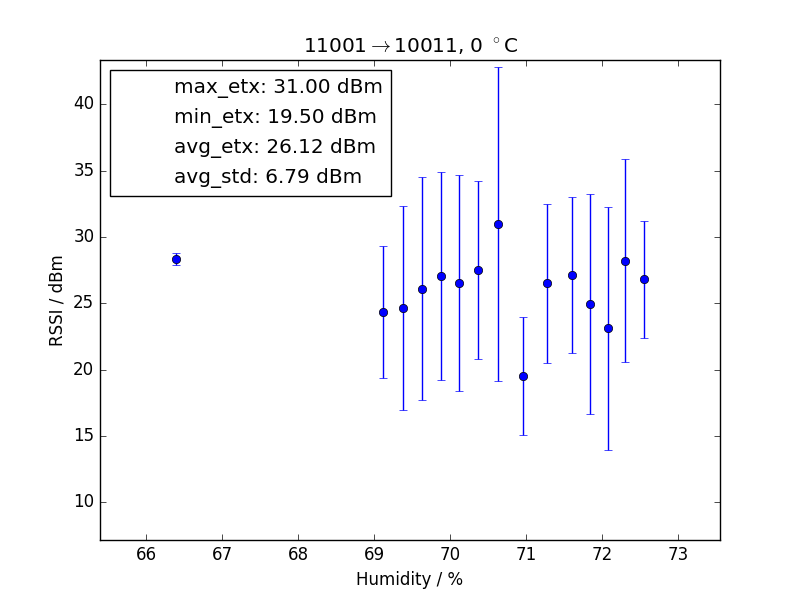 11001→10011, 0 °C
max_etx: 31.00 dBm
min_etx: 19.50 dBm
avg_etx: 26.12 dBm
avg_std: 6.79 dBm
RSSI / dBm
40
35
30
25
20
15
10
66 67 68 69 70 71 72 73
Humidity / %